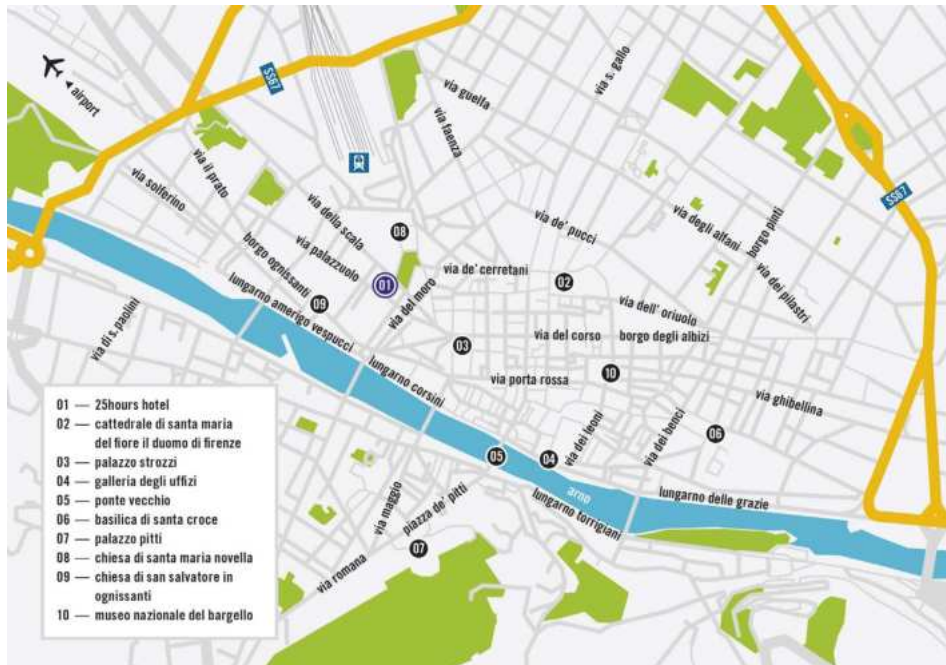 SS67
◄ airport
via guelfa
via s. gallo
via faenza
via il prato
via solferino
via della scala
via palazzuolo
borgo ognissanti
via de' pucci
via degli alfani
borgo pinti
SS67
08
via de' cerretani
02
01
via del moro
09
via dei pilastri
via dell' oriuolo
lungarno amerigo vespucci
via di s. paolini
03
via del corso
borgo degli albizi
10
lungarno corsini
via porta rossa
via ghibellina
via dei leoni
via dei benci
06
05
04
arno
lungarno delle grazie
lungarno torrigiani
via maggio
piazza de' pitti
07
via romana
01 — 25hours hotel
02 — cattedrale di santa maria
del fiore il duomo di firenze
03 — palazzo strozzi
04 — galleria degli uffizi
05 — ponte vecchio
06 — basilica di santa croce
07 — palazzo pitti
08 — chiesa di santa maria novella
09 — chiesa di san salvatore in
ognissanti
10 — museo nazionale del bargello